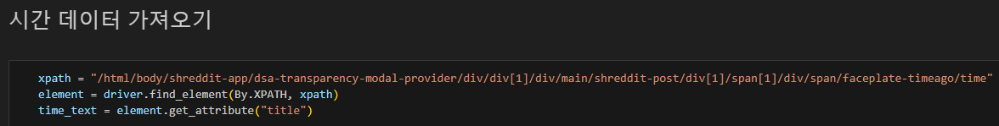 시간 데이터 가져오기
xpath = "/html/body/shreddit-app/dsa-transparency-modal-provider/div/div[1]/div/main/shreddit-post/div[1]/span[1]/div/span/faceplate-timeago/time"
element = driver.find_element(By.XPATH, xpath)
time_text = element.get_attribute("title")